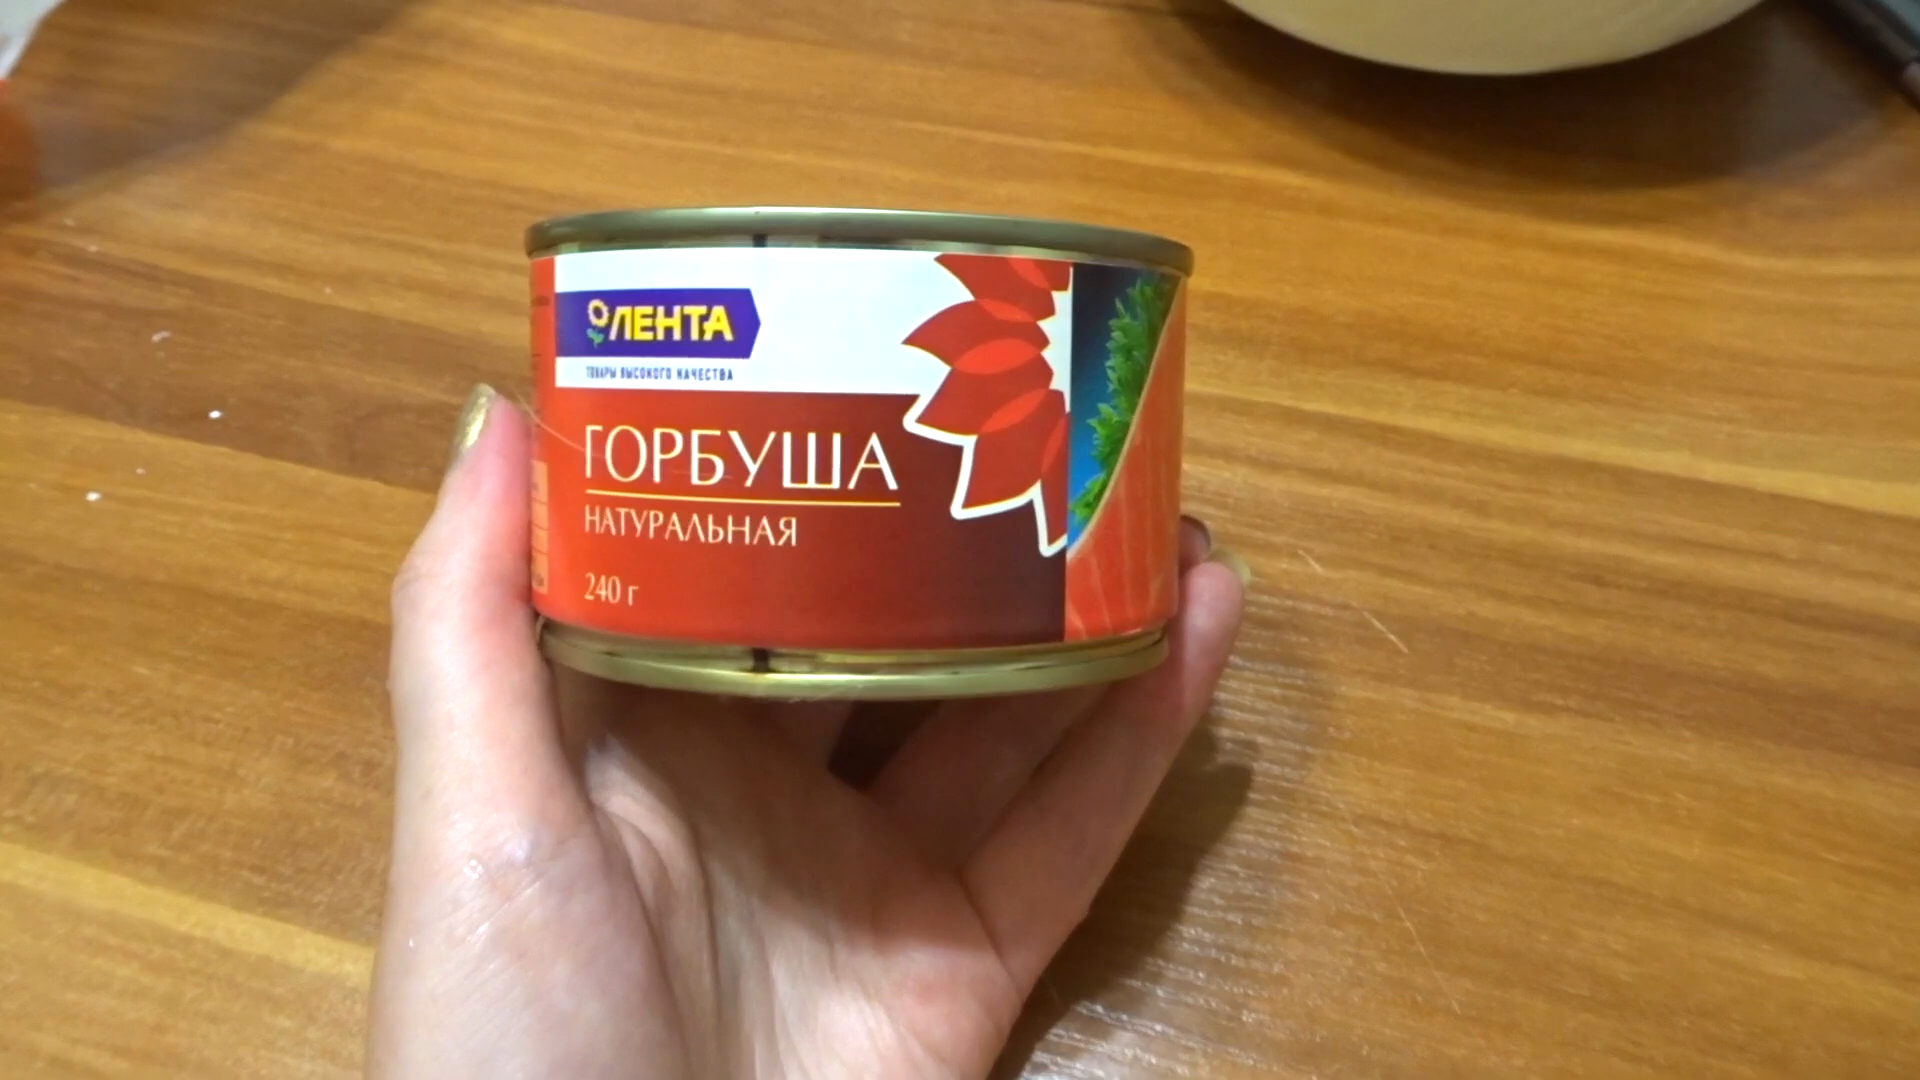 ЛЕНТА
ТОВАРЫ ВЫСОКОГО КАЧЕСТВА
ГОРБУША
НАТУРАЛЬНАЯ
240 г